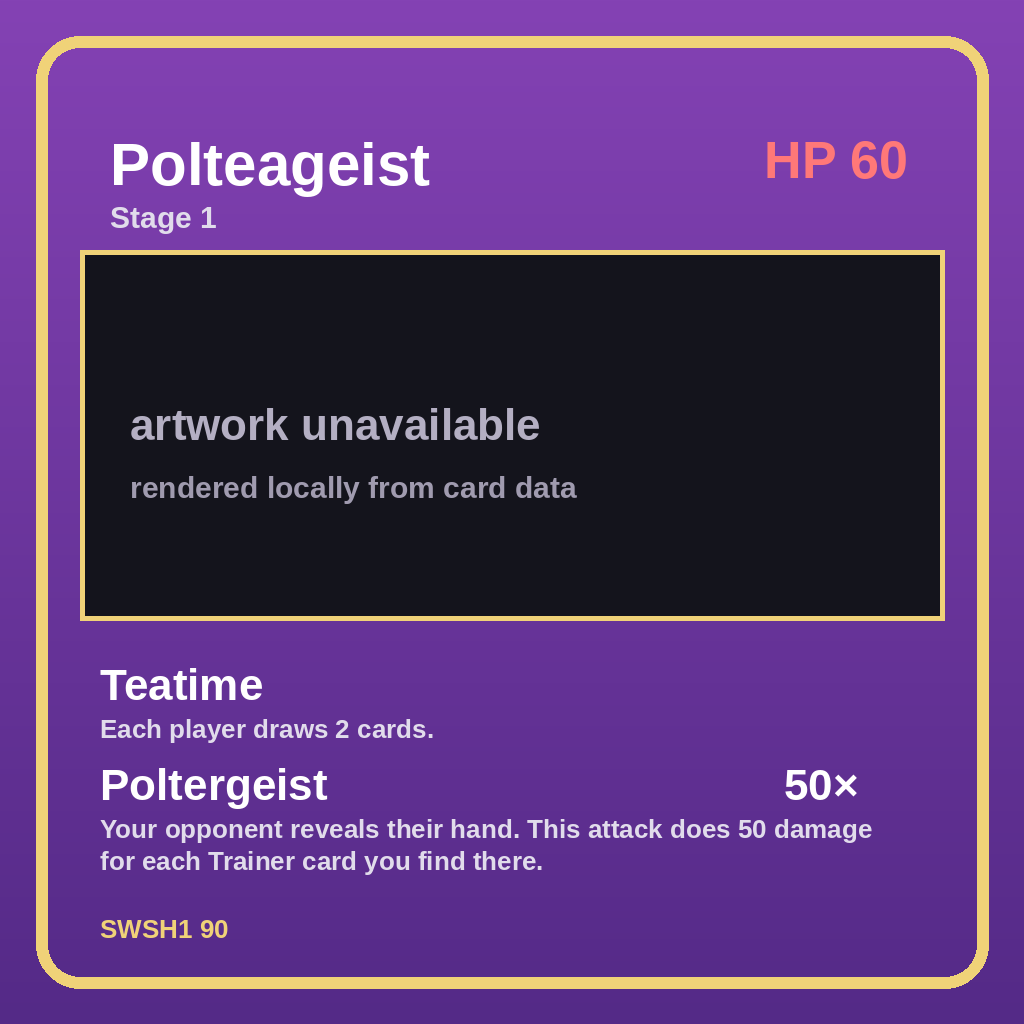 Polteageist
HP 60
Stage 1
artwork unavailable
rendered locally from card data
Teatime
Each player draws 2 cards.
Poltergeist
50×
Your opponent reveals their hand. This attack does 50 damage
for each Trainer card you find there.
SWSH1 90